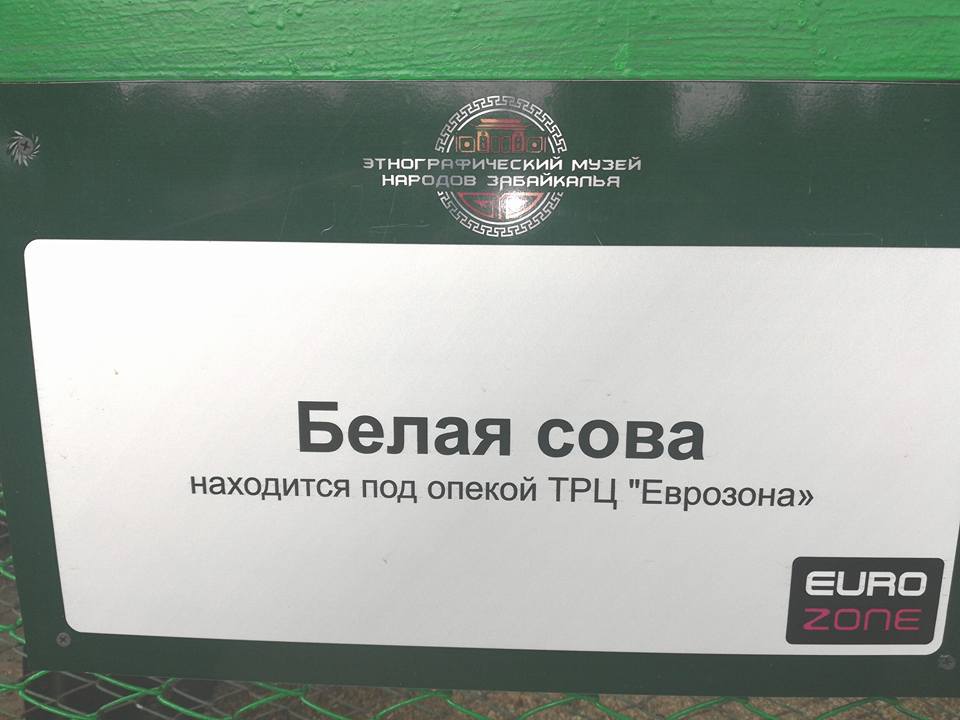 ЭТНОГРАФИЧЕСКИЙ МУЗЕЙ
НАРОДОВ ЗАБАЙКАЛЬЯ
Белая сова
находится под опекой ТРЦ "Еврозона»
EURO
ZONE